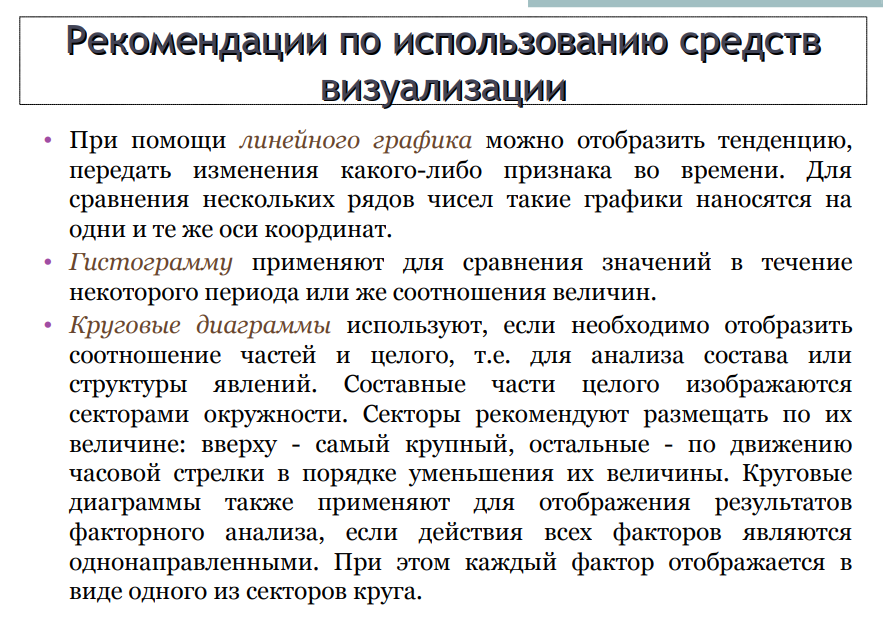 Рекомендации по использованию средств
визуализации
• При помощи линейного графика можно отобразить тенденцию,
передать изменения какого-либо признака во времени. Для
сравнения нескольких рядов чисел такие графики наносятся на
одни и те же оси координат.
• Гистограмму применяют для сравнения значений в течение
некоторого периода или же соотношения величин.
• Круговые диаграммы используют, если необходимо отобразить
соотношение частей и целого, т.е. для анализа состава или
структуры явлений. Составные части целого изображаются
секторами окружности. Секторы рекомендуют размещать по их
величине: вверху - самый крупный, остальные - по движению
часовой стрелки в порядке уменьшения их величины. Круговые
диаграммы также применяют для отображения результатов
факторного анализа, если действия всех факторов являются
однонаправленными. При этом каждый фактор отображается в
виде одного из секторов круга.